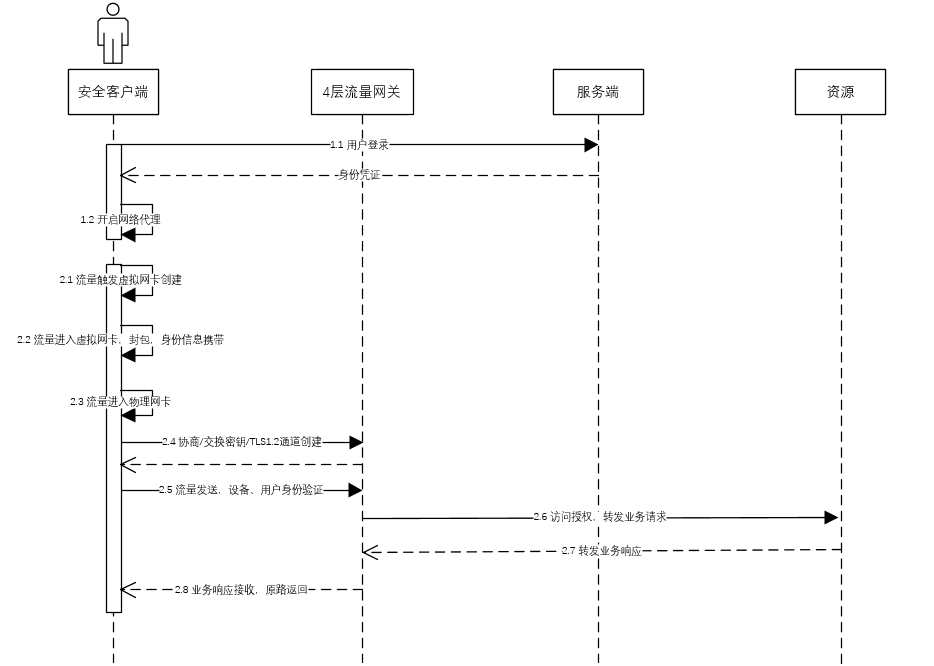 安全客户端
4层流量网关
服务端
资源
1.1 用户登录
身份凭证
1.2 开启网络代理
2.1 流量触发虚拟网卡创建
2.2 流量进入虚拟网卡，封包，身份信息携带
2.3 流量进入物理网卡
2.4 协商/交换密钥/TLS1.2通道创建
2.5 流量发送，设备、用户身份验证
2.6 访问授权，转发业务请求
2.7 转发业务响应
2.8 业务响应接收，原路返回